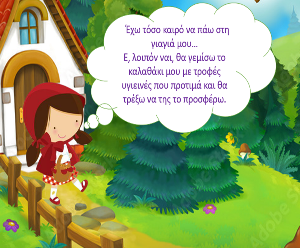 Έχω τόσο καιρό να πάω στη
γιαγιά μου...
Ε, λοιπόν ναι, θα γεμίσω το
καλαθάκι μου με τροφές
υγιεινές που προτιμά και θα
τρέξω να της το προσφέρω.